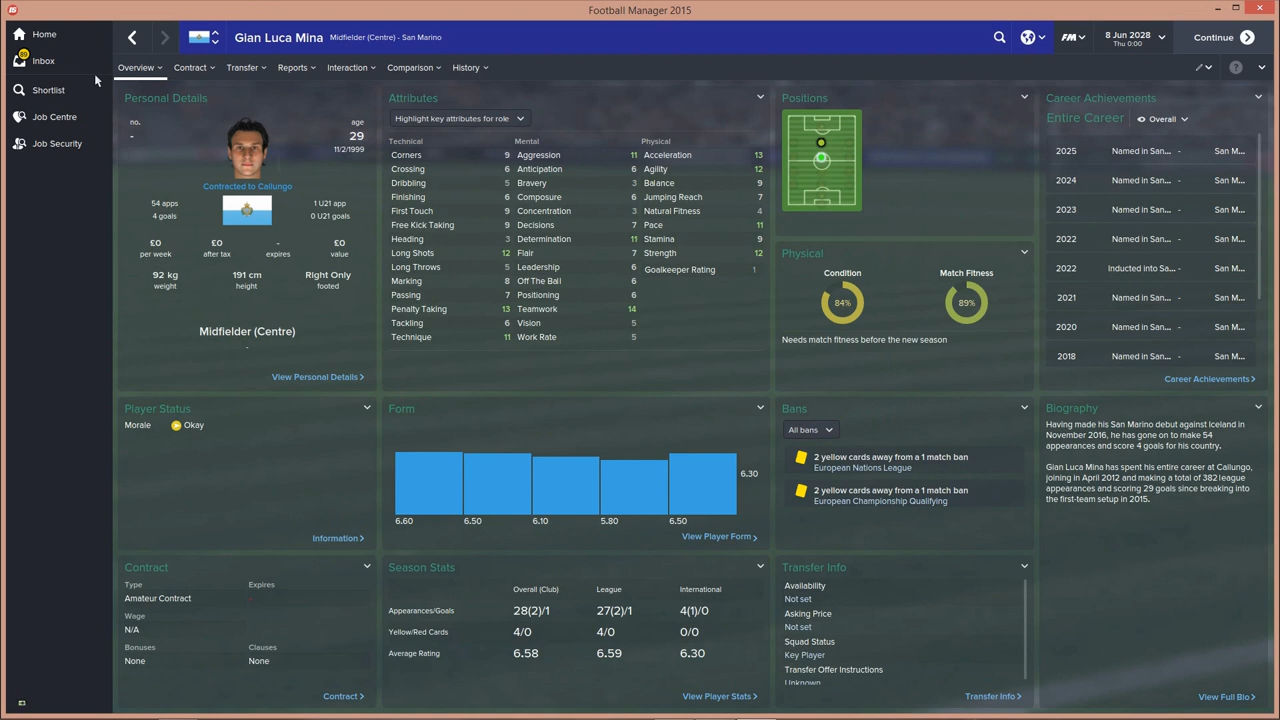 Football Manager 2015
Home
89
Inbox
Shortlist
Job Centre
Job Security
Gian Luca Mina Midfielder (Centre) - San Marino
FM
8 Jun 2028
Thu 0:00
Continue
Overview Contract Transfer Reports Interaction Comparison History
?
Personal Details
no.
-
age
29
11/2/1999
Contracted to Cailungo
54 apps
4 goals
1 U21 app
0 U21 goals
£0 £0 - £0
per week after tax expires value
92 kg 191 cm Right Only
weight height footed
Midfielder (Centre)
-
View Personal Details
Attributes
Highlight key attributes for role
Technical Mental Physical
Corners 9 Aggression 11 Acceleration 13
Crossing 6 Anticipation 6 Agility 12
Dribbling 5 Bravery 3 Balance 9
Finishing 6 Composure 6 Jumping Reach 7
First Touch 9 Concentration 3 Natural Fitness 4
Free Kick Taking 9 Decisions 7 Pace 11
Heading 3 Determination 11 Stamina 9
Long Shots 12 Flair 7 Strength 12
Long Throws 5 Leadership 6 Goalkeeper Rating 1
Marking 8 Off The Ball 6
Passing 7 Positioning 6
Penalty Taking 13 Teamwork 14
Tackling 6 Vision 5
Technique 11 Work Rate 5
Positions
Physical
Condition Match Fitness
84% 89%
Needs match fitness before the new season
Career Achievements
Entire Career Overall
2025 Named in San... - San M...
2024 Named in San... - San M...
2023 Named in San... - San M...
2022 Named in San... - San M...
2022 Inducted into Sa... - San M...
2021 Named in San... - San M...
2020 Named in San... - San M...
2018 Named in San... - San M...
Career Achievements
Player Status
Morale Okay
Information
Form
6.30
6.60 6.50 6.10 5.80 6.50
View Player Form
Bans
All bans
2 yellow cards away from a 1 match ban
European Nations League
2 yellow cards away from a 1 match ban
European Championship Qualifying
Biography
Having made his San Marino debut against Iceland in
November 2016, he has gone on to make 54
appearances and score 4 goals for his country.
Gian Luca Mina has spent his entire career at Cailungo,
joining in April 2012 and making a total of 382 league
appearances and scoring 29 goals since breaking into
the first-team setup in 2015.
View Full Bio
Contract
Type Expires
Amateur Contract -
Wage
N/A
Bonuses Clauses
None None
Contract
Season Stats
Overall (Club) League International
Appearances/Goals 28(2)/1 27(2)/1 4(1)/0
Yellow/Red Cards 4/0 4/0 0/0
Average Rating 6.58 6.59 6.30
View Player Stats
Transfer Info
Availability
Not set
Asking Price
Not set
Squad Status
Key Player
Transfer Offer Instructions
Unknown
Transfer Info